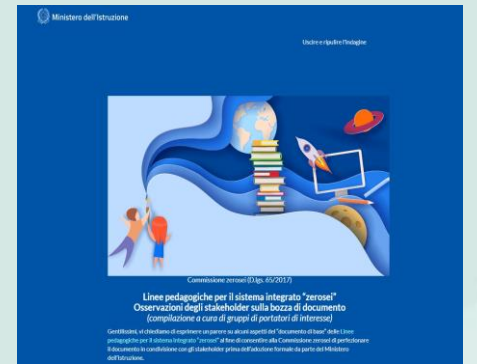 Ministero dell'Istruzione
Uscire e ripulire l'indagine
Commissione zerosei (D.lgs. 65/2017)
Linee pedagogiche per il sistema integrato "zerosei"
Osservazioni degli stakeholder sulla bozza di documento
(compilazione a cura di gruppi di portatori di interesse)
Gentilissimi, vi chiediamo di esprimere un parere su alcuni aspetti del "documento di base" delle Linee
pedagogiche per il sistema integrato "zerosei" al fine di consentire alla Commissione zerosei di perfezionare
il documento in condivisione con gli stakeholder prima dell'adozione formale da parte del Ministero
dell'Istruzione.